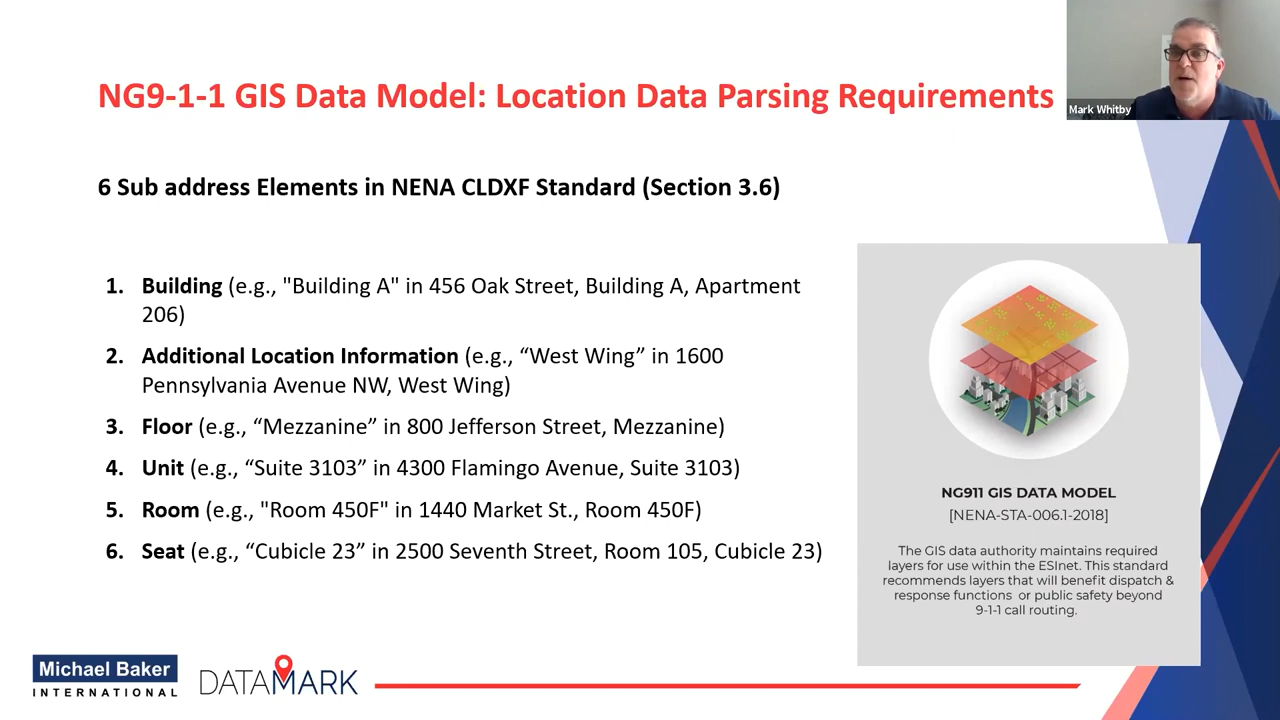 NG9-1-1 GIS Data Model: Location Data Parsing Requirements
Mark Whitby
6 Sub address Elements in NENA CLDXF Standard (Section 3.6)
1. Building (e.g., "Building A" in 456 Oak Street, Building A, Apartment
206)
2. Additional Location Information (e.g., “West Wing” in 1600
Pennsylvania Avenue NW, West Wing)
3. Floor (e.g., “Mezzanine” in 800 Jefferson Street, Mezzanine)
4. Unit (e.g., “Suite 3103” in 4300 Flamingo Avenue, Suite 3103)
5. Room (e.g., "Room 450F" in 1440 Market St., Room 450F)
6. Seat (e.g., “Cubicle 23” in 2500 Seventh Street, Room 105, Cubicle 23)
NG911 GIS DATA MODEL
[NENA-STA-006.1-2018]
The GIS data authority maintains required
layers for use within the ESInet. This standard
recommends layers that will benefit dispatch &
response functions or public safety beyond
9-1-1 call routing.
Michael Baker
INTERNATIONAL
DATAMARK